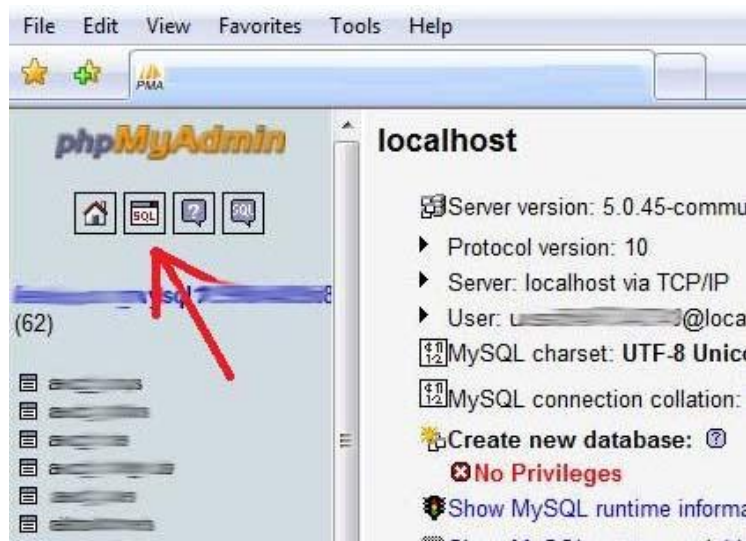 File Edit View Favorites Tools Help
PMA
phpMyAdmin
SQL ? SQL
(62)
localhost
Server version: 5.0.45-commu
Protocol version: 10
Server: localhost via TCP/IP
User: u @loca
MySQL charset: UTF-8 Unico
MySQL connection collation:
Create new database: ?
No Privileges
Show MySQL runtime informa